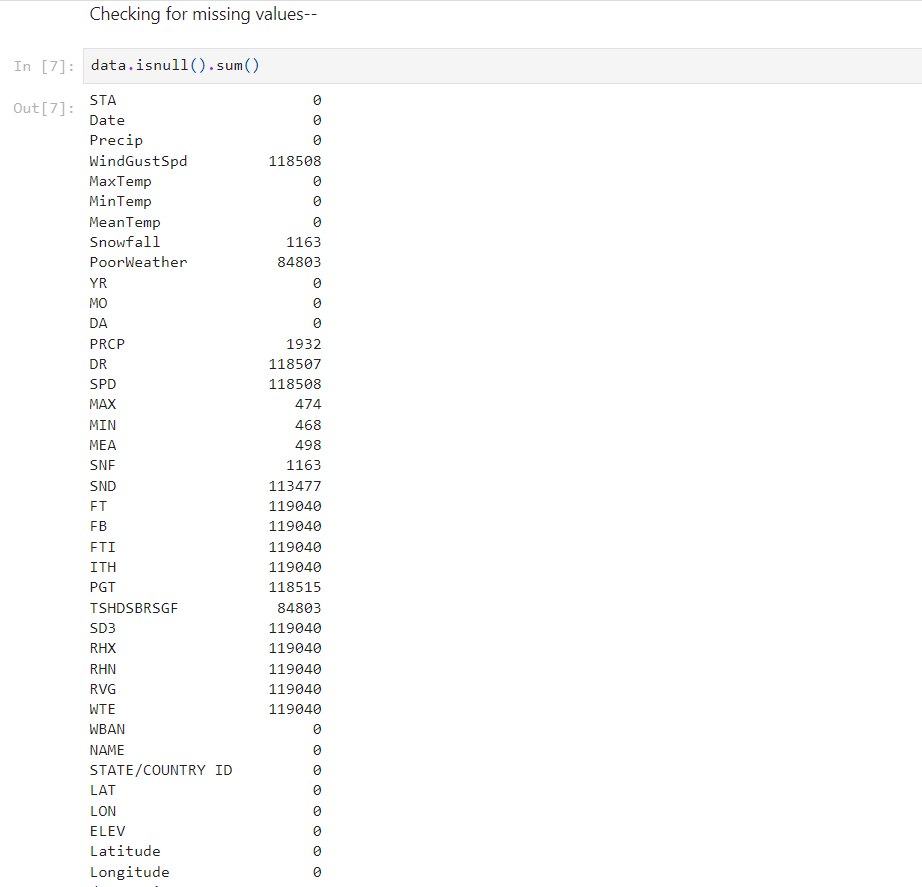 Checking for missing values--
In [7]: data.isnull().sum()
Out[7]: STA 0
Date 0
Precip 0
WindGustSpd 118508
MaxTemp 0
MinTemp 0
MeanTemp 0
Snowfall 1163
PoorWeather 84803
YR 0
MO 0
DA 0
PRCP 1932
DR 118507
SPD 118508
MAX 474
MIN 468
MEA 498
SNF 1163
SND 113477
FT 119040
FB 119040
FTI 119040
ITH 119040
PGT 118515
TSHDSBRSGF 84803
SD3 119040
RHX 119040
RHN 119040
RVG 119040
WTE 119040
WBAN 0
NAME 0
STATE/COUNTRY ID 0
LAT 0
LON 0
ELEV 0
Latitude 0
Longitude 0